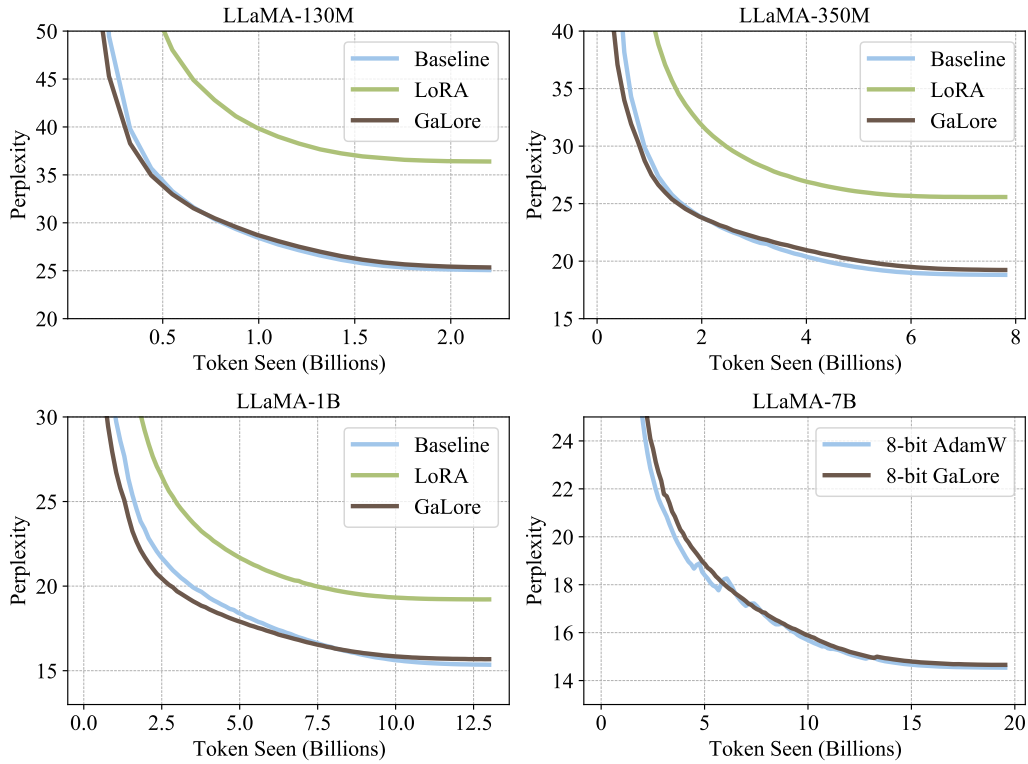 LLaMA-130M
50
45
40
35
30
25
20
Perplexity
Baseline
LoRA
GaLore
0.5 1.0 1.5 2.0
Token Seen (Billions)
LLaMA-350M
40
35
30
25
20
15
Perplexity
Baseline
LoRA
GaLore
0 2 4 6 8
Token Seen (Billions)
LLaMA-1B
30
25
20
15
Perplexity
Baseline
LoRA
GaLore
0.0 2.5 5.0 7.5 10.0 12.5
Token Seen (Billions)
LLaMA-7B
24
22
20
18
16
14
Perplexity
8-bit AdamW
8-bit GaLore
0 5 10 15 20
Token Seen (Billions)